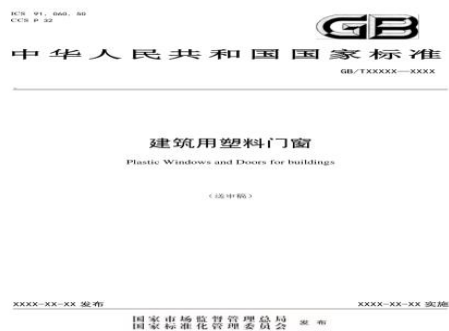 ICS 91.060.50
CCS P 32
GB
中华人民共和国国家标准
GB/TXXXXX—XXXX
建筑用塑料门窗
Plastic Windows and Doors for buildings
（送审稿）
XXXX-XX-XX 发布
XXXX-XX-XX 实施
国家市场监督管理总局
国家标准化管理委员会
发布